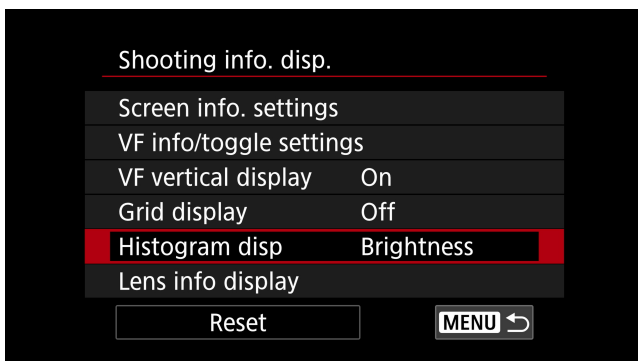 Shooting info. disp.
Screen info. settings
VF info/toggle settings
VF vertical display On
Grid display Off
Histogram disp Brightness
Lens info display
Reset MENU